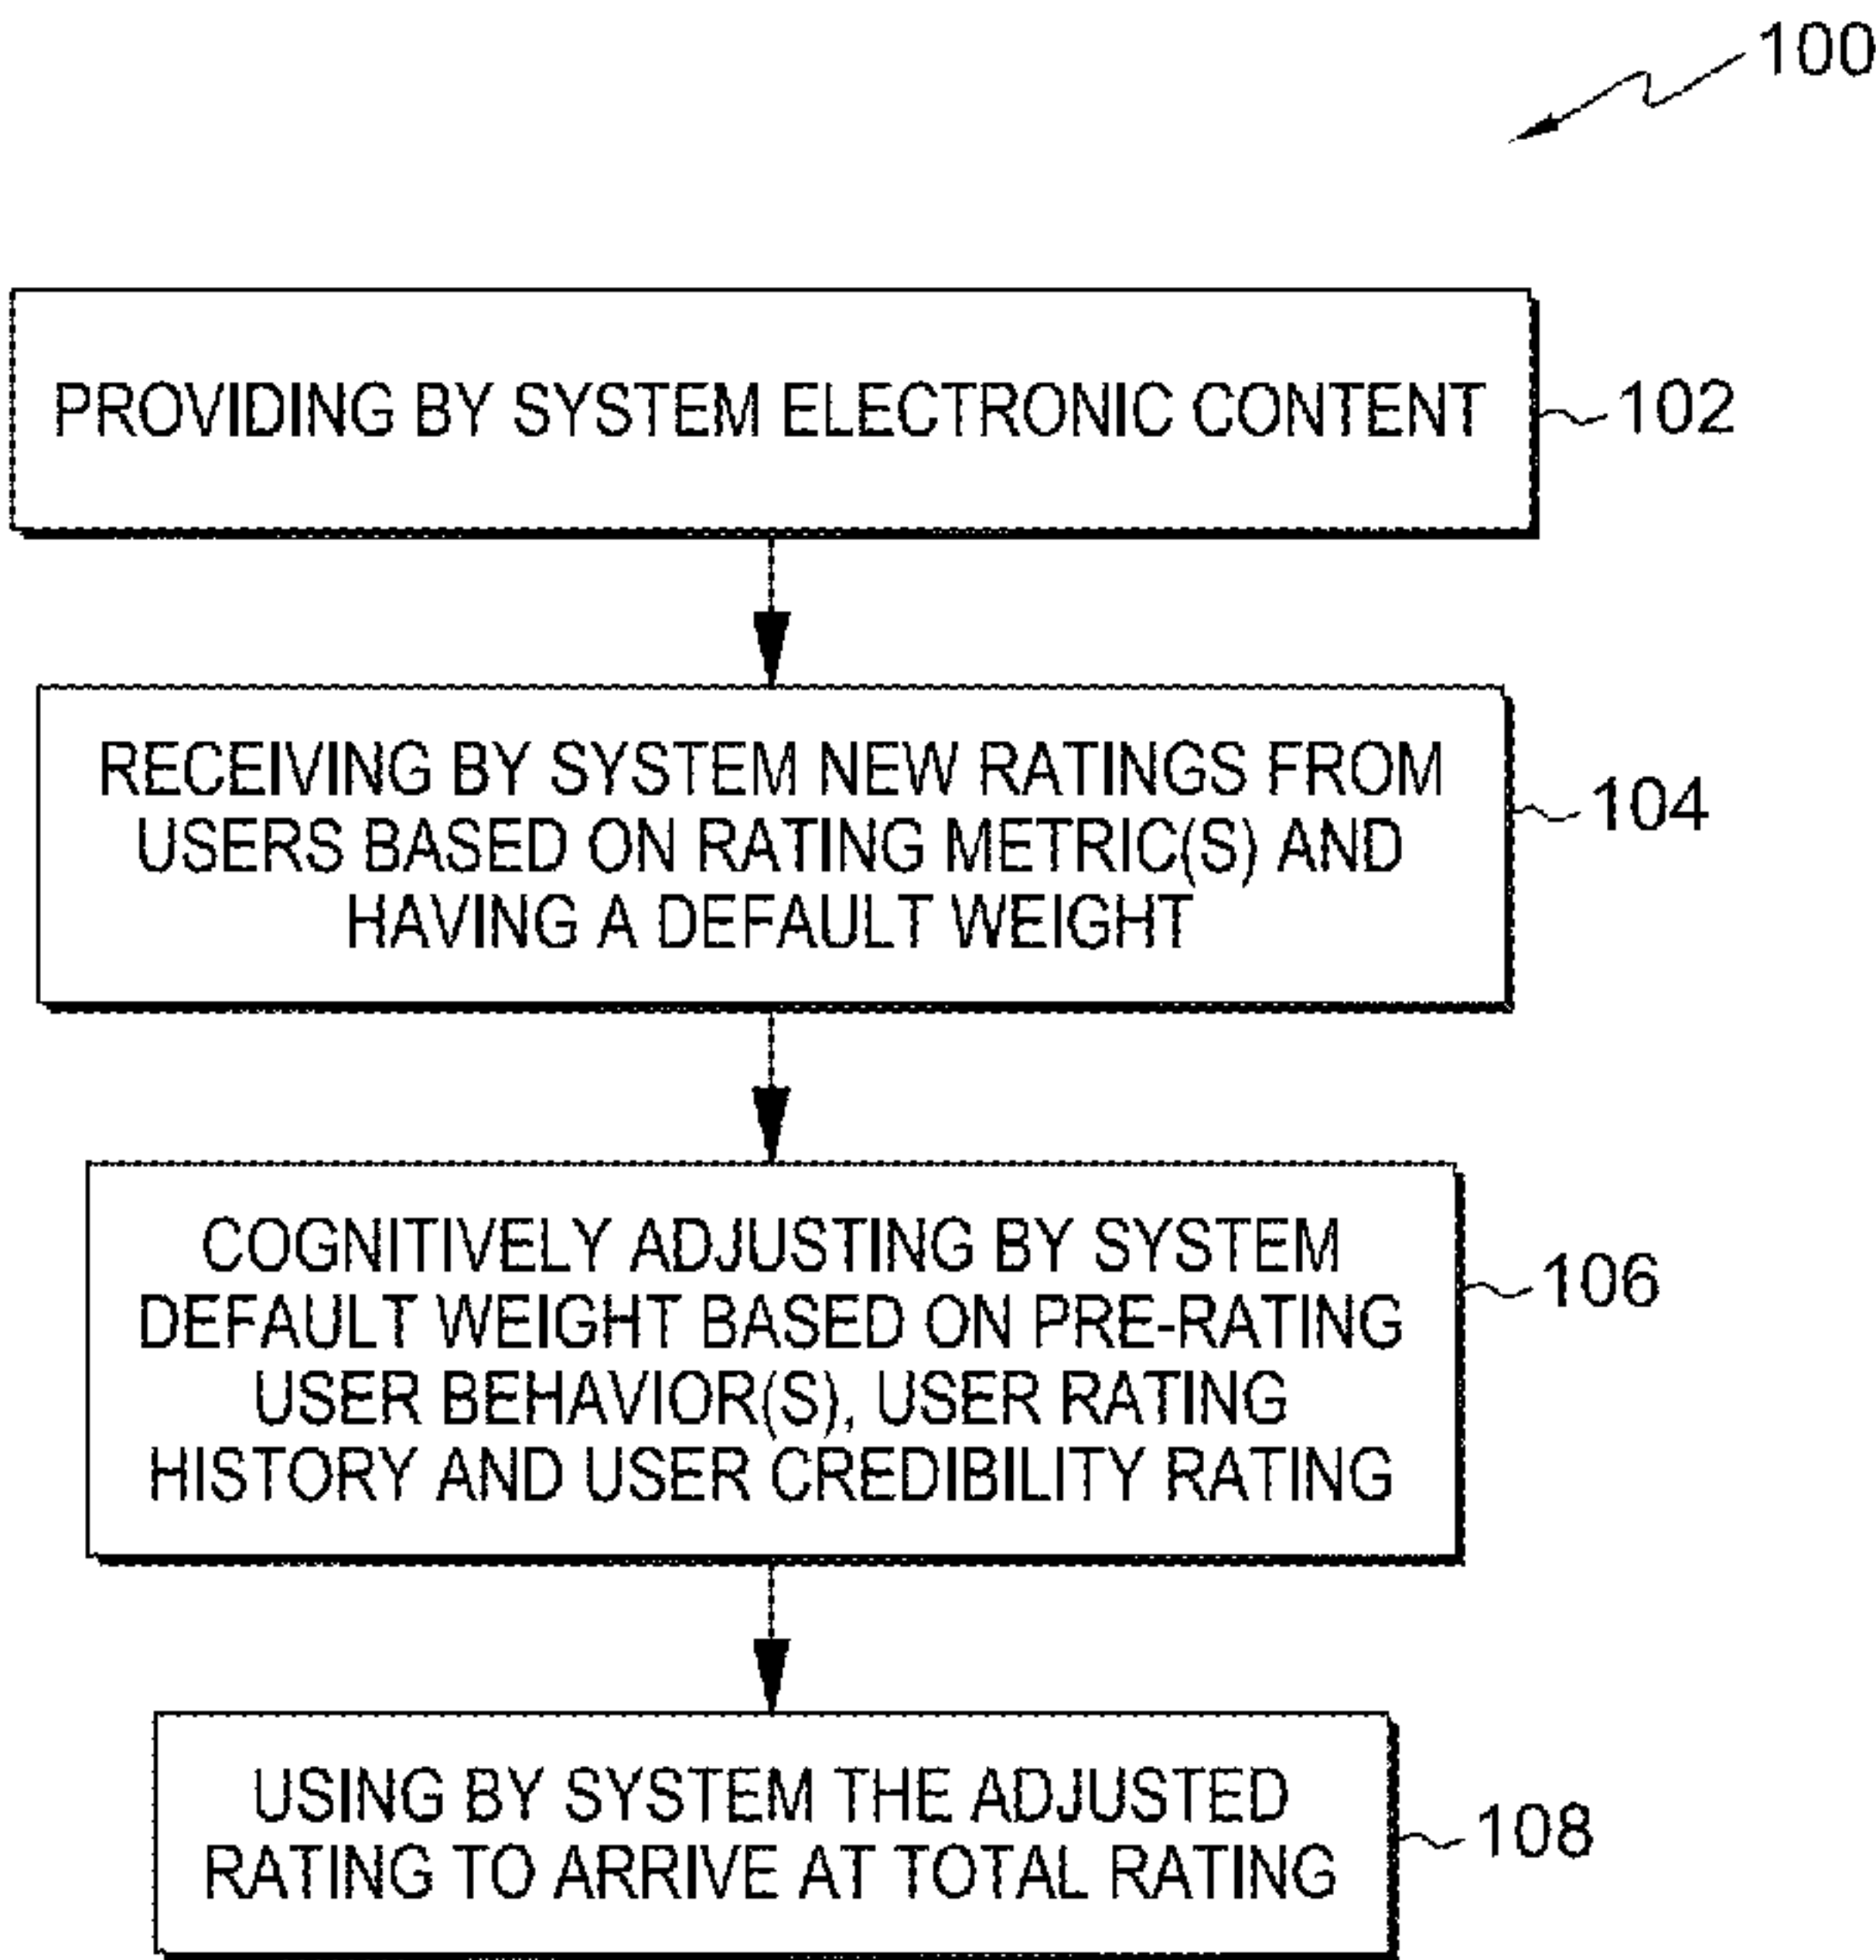 100
PROVIDING BY SYSTEM ELECTRONIC CONTENT
102
RECEIVING BY SYSTEM NEW RATINGS FROM
USERS BASED ON RATING METRIC(S) AND
HAVING A DEFAULT WEIGHT
104
COGNITIVELY ADJUSTING BY SYSTEM
DEFAULT WEIGHT BASED ON PRE-RATING
USER BEHAVIOR(S), USER RATING
HISTORY AND USER CREDIBILITY RATING
106
USING BY SYSTEM THE ADJUSTED
RATING TO ARRIVE AT TOTAL RATING
108